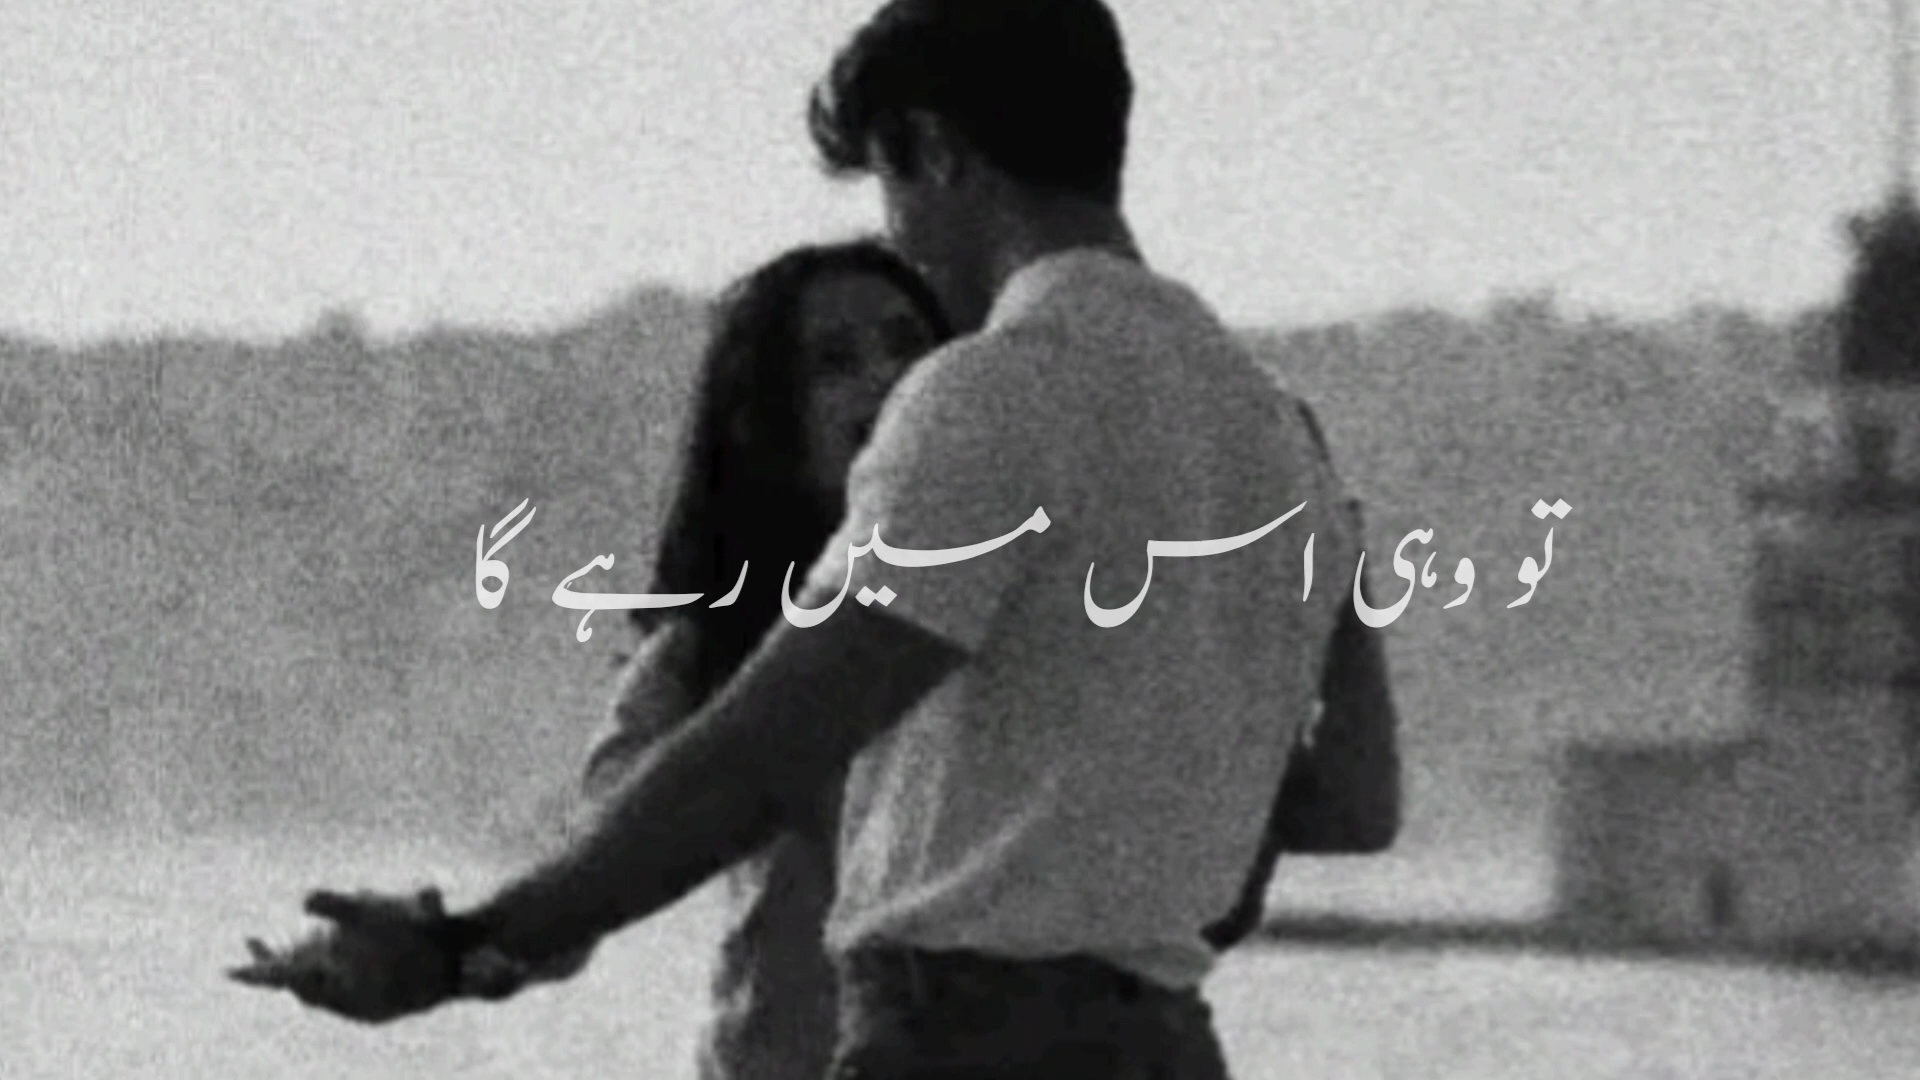 تو وہی اس میں رہے گا